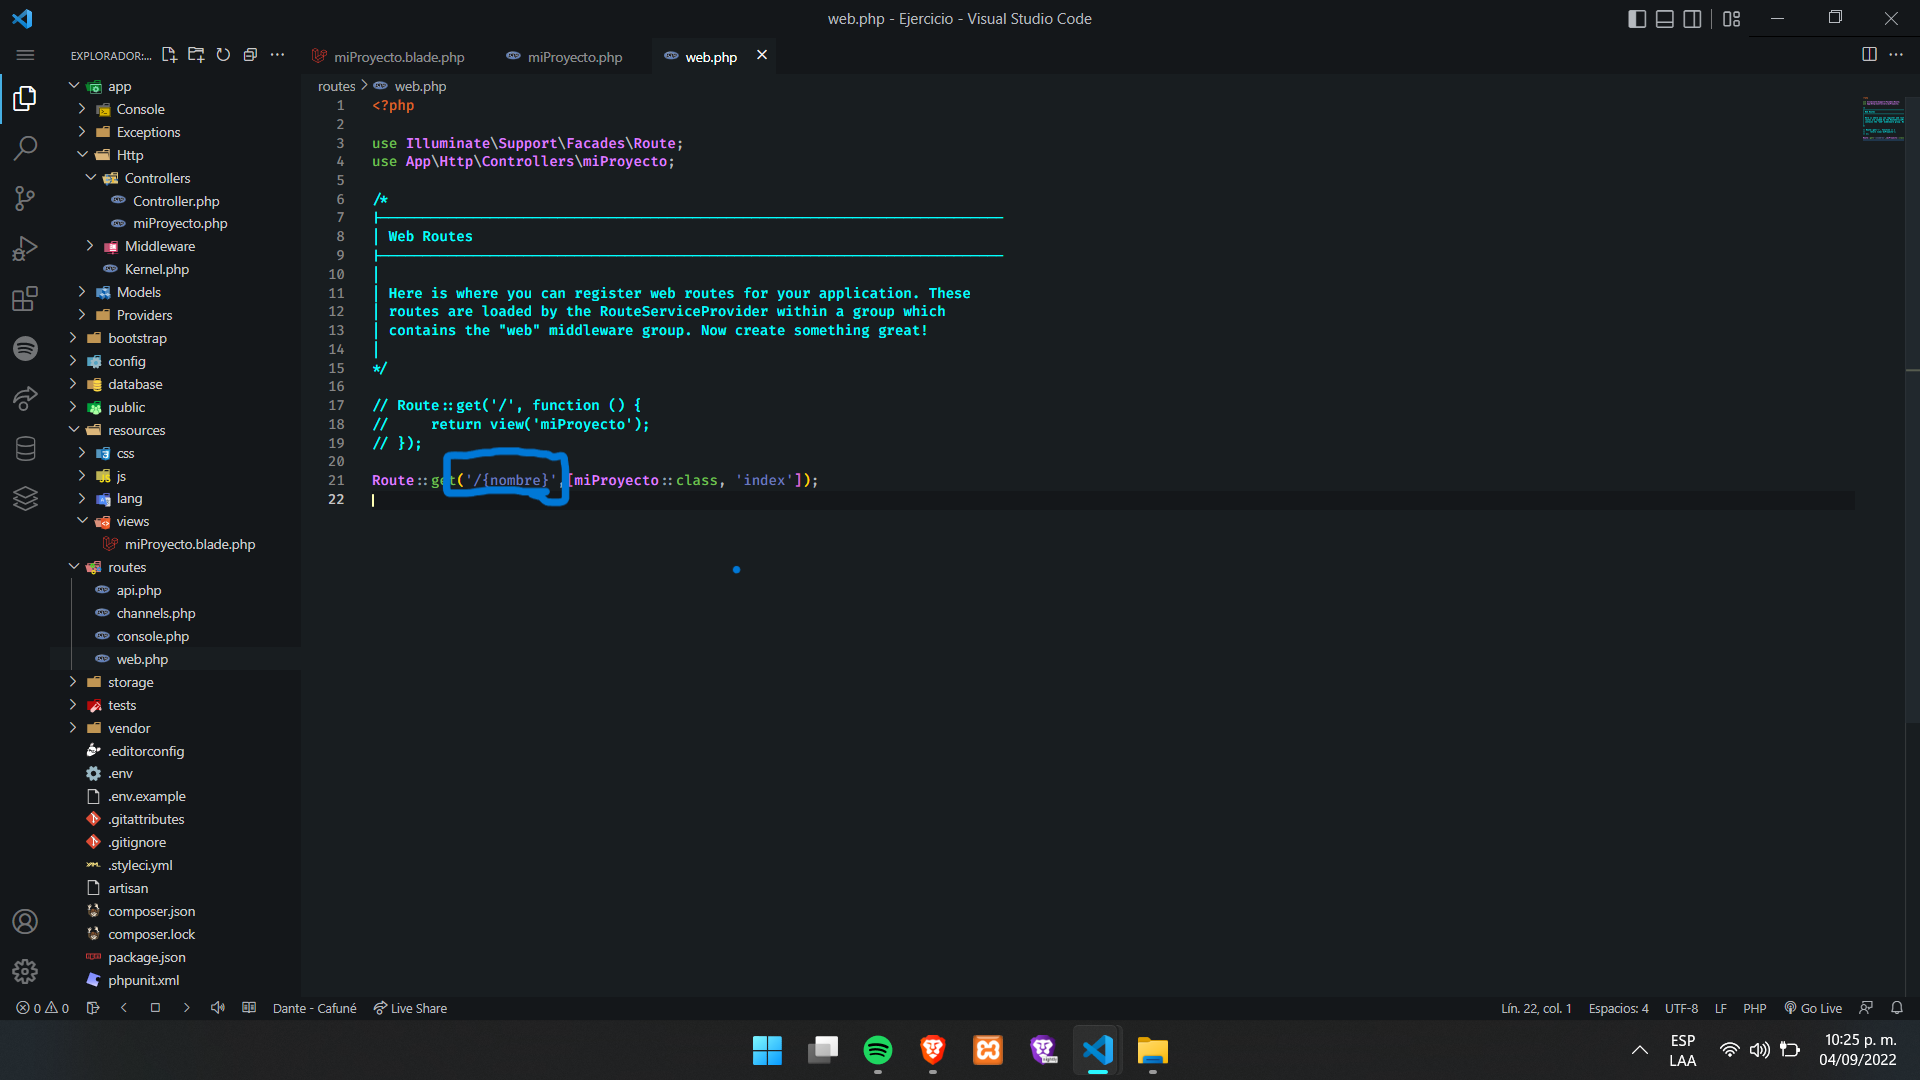 web.php - Ejercicio - Visual Studio Code
EXPLORADOR:...
miProyecto.blade.php
miProyecto.php
web.php
routes > web.php
app
Console
Exceptions
Http
Controllers
Controller.php
miProyecto.php
Middleware
Kernel.php
Models
Providers
bootstrap
config
database
public
resources
css
js
lang
views
miProyecto.blade.php
routes
api.php
channels.php
console.php
web.php
storage
tests
vendor
.editorconfig
.env
.env.example
.gitattributes
.gitignore
.styleci.yml
artisan
composer.json
composer.lock
package.json
phpunit.xml
1 <?php
2
3 use Illuminate\Support\Facades\Route;
4 use App\Http\Controllers\miProyecto;
5
6 /*
7 |--------------------------------------------------------------------------
8 | Web Routes
9 |--------------------------------------------------------------------------
10 |
11 | Here is where you can register web routes for your application. These
12 | routes are loaded by the RouteServiceProvider within a group which
13 | contains the "web" middleware group. Now create something great!
14 |
15 */
16
17 // Route::get('/', function () {
18 //     return view('miProyecto');
19 // });
20
21 Route::get('/{nombre}',[miProyecto::class, 'index']);
22
0 0
Dante - Cafuné
Live Share
Lín. 22, col. 1
Espacios: 4
UTF-8
LF
PHP
Go Live
ESP
LAA
10:25 p. m.
04/09/2022